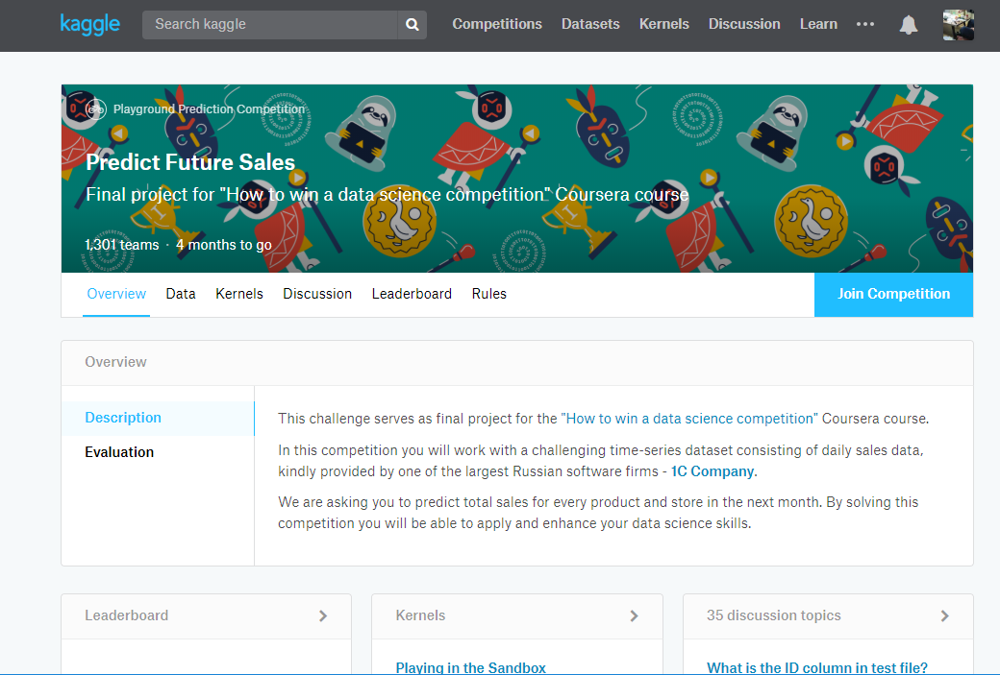 kaggle
Search kaggle
Competitions Datasets Kernels Discussion Learn
Playground Prediction Competition
Predict Future Sales
Final project for "How to win a data science competition" Coursera course
1,301 teams · 4 months to go
Overview Data Kernels Discussion Leaderboard Rules
Join Competition
Overview
Description
Evaluation
This challenge serves as final project for the "How to win a data science competition" Coursera course.
In this competition you will work with a challenging time-series dataset consisting of daily sales data,
kindly provided by one of the largest Russian software firms - 1C Company.
We are asking you to predict total sales for every product and store in the next month. By solving this
competition you will be able to apply and enhance your data science skills.
Leaderboard
Kernels
35 discussion topics
Playing in the Sandbox
What is the ID column in test file?